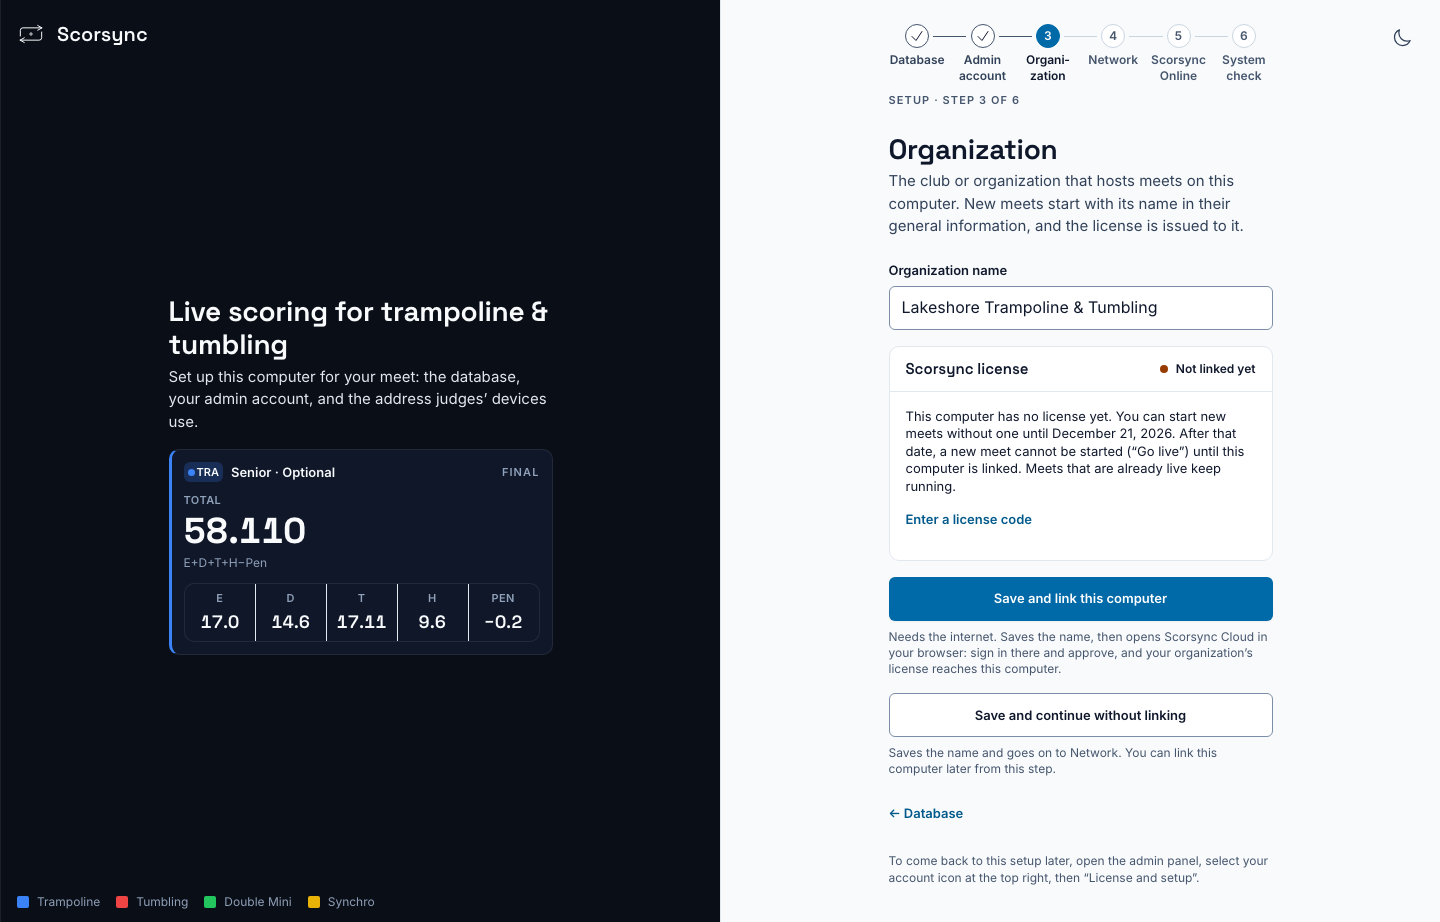 Scorsync
Live scoring for trampoline &
tumbling
Set up this computer for your meet: the database,
your admin account, and the address judges’ devices
use.
TRA Senior · Optional FINAL
TOTAL
58.110
E+D+T+H−Pen
E D T H PEN
17.0 14.6 17.11 9.6 −0.2
Trampoline Tumbling Double Mini Synchro
3 4 5 6
Database Admin Organi- Network Scorsync System
account zation Online check
SETUP · STEP 3 OF 6
Organization
The club or organization that hosts meets on this
computer. New meets start with its name in their
general information, and the license is issued to it.
Organization name
Lakeshore Trampoline & Tumbling
Scorsync license Not linked yet
This computer has no license yet. You can start new
meets without one until December 21, 2026. After that
date, a new meet cannot be started (“Go live”) until this
computer is linked. Meets that are already live keep
running.
Enter a license code
Save and link this computer
Needs the internet. Saves the name, then opens Scorsync Cloud in
your browser: sign in there and approve, and your organization’s
license reaches this computer.
Save and continue without linking
Saves the name and goes on to Network. You can link this
computer later from this step.
← Database
To come back to this setup later, open the admin panel, select your
account icon at the top right, then “License and setup”.